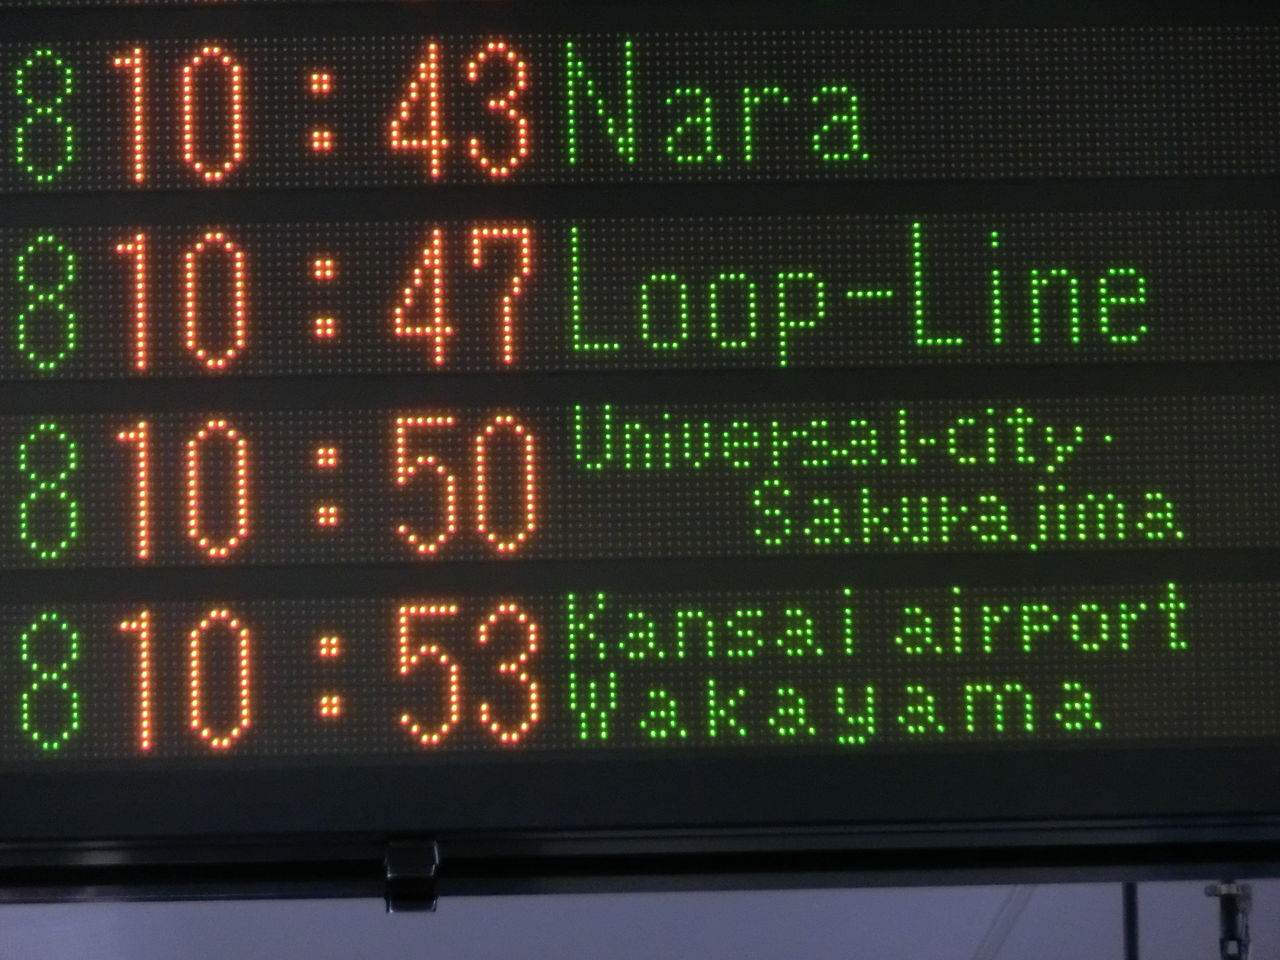 8 10:43 Nara
8 10:47 Loop-Line
8 10:50 Universal-city·
Sakurajima
8 10:53 Kansai airport
Wakayama